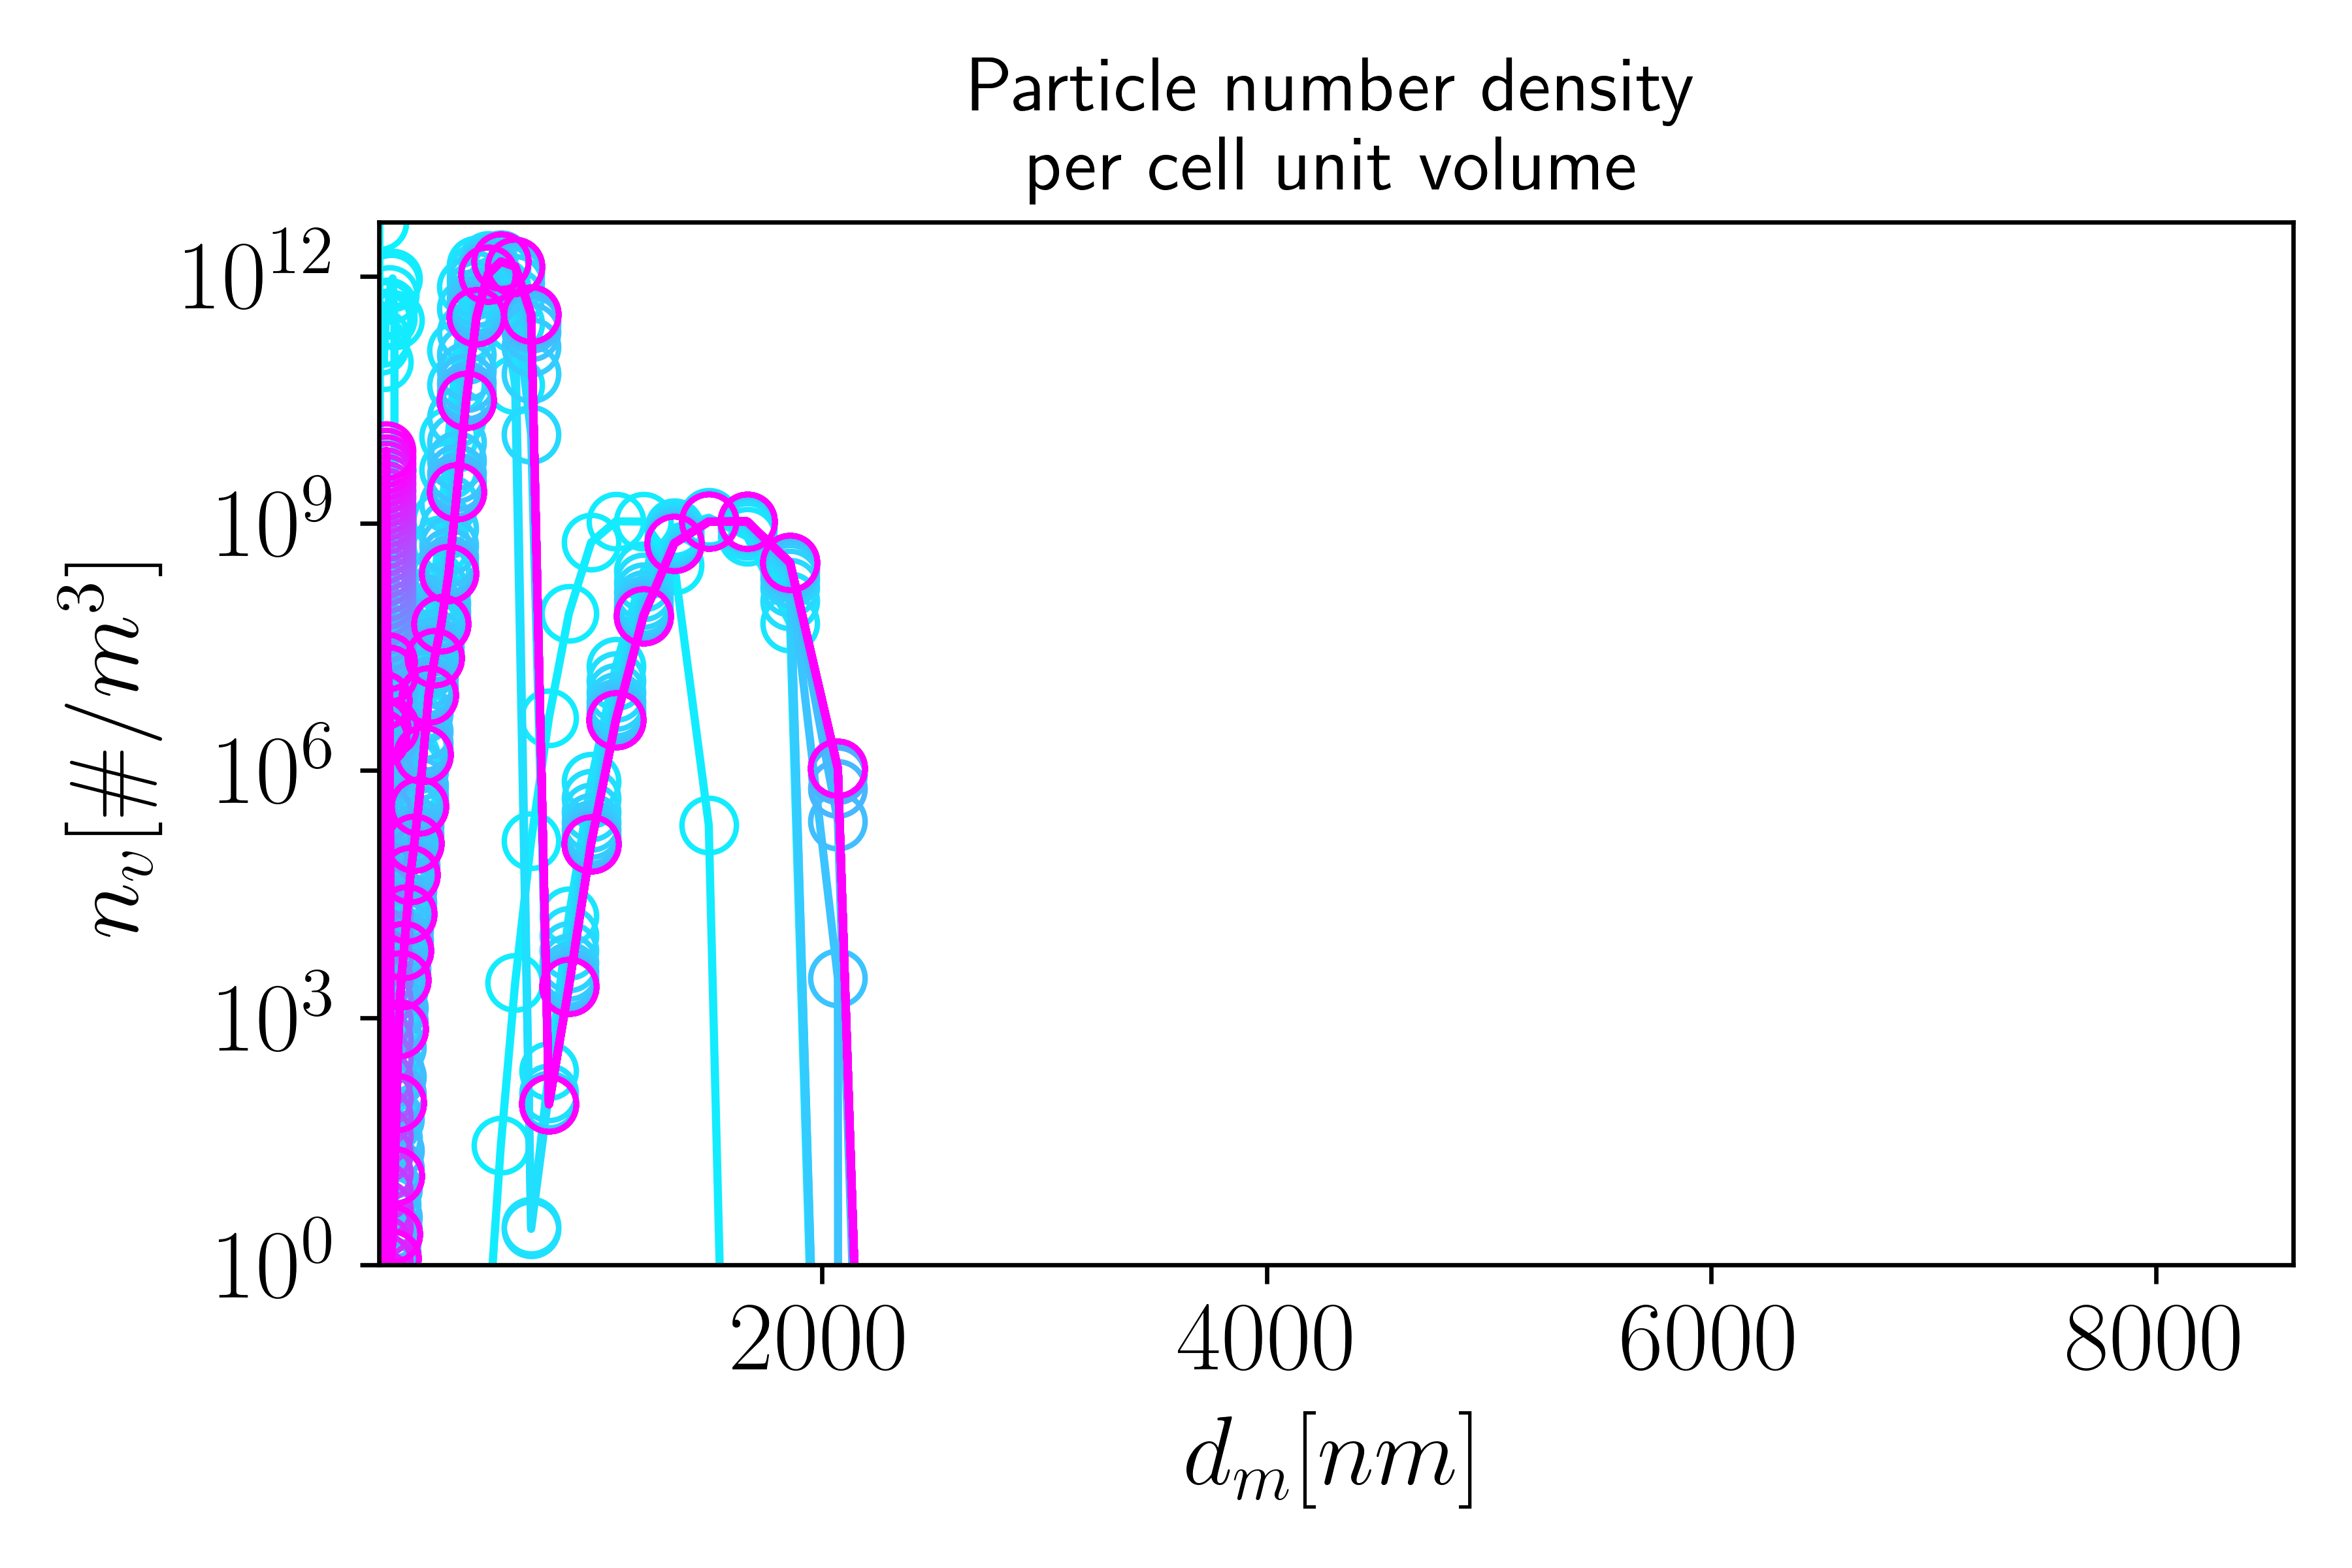 Particle number density
per cell unit volume
10^12
10^9
10^6
10^3
10^0
n_v[#//m^3]
2000 4000 6000 8000
d_m[nm]